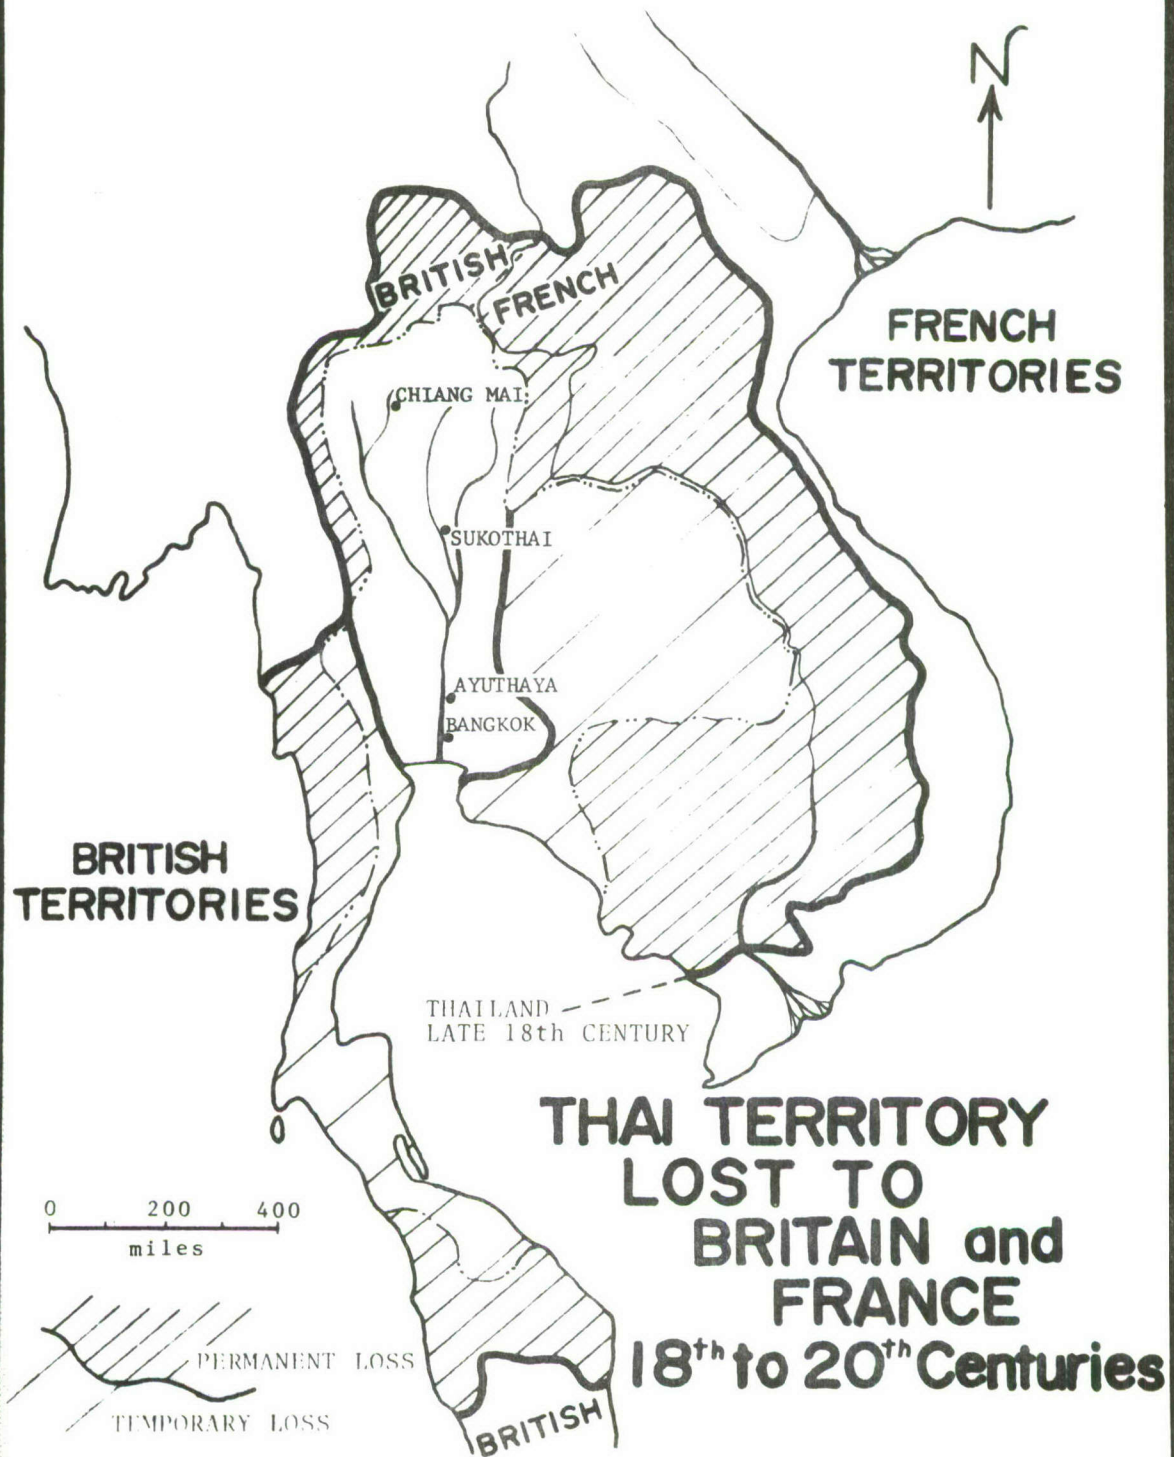 N
BRITISH
FRENCH
FRENCH
TERRITORIES
CHIANG MAI
SUKOTHAI
AYUTHAYA
BANGKOK
BRITISH
TERRITORIES
THAILAND
LATE 18th CENTURY
THAI TERRITORY
LOST TO
BRITAIN and
FRANCE
18th to 20th Centuries
0 200 400
miles
PERMANENT LOSS
TEMPORARY LOSS
BRITISH